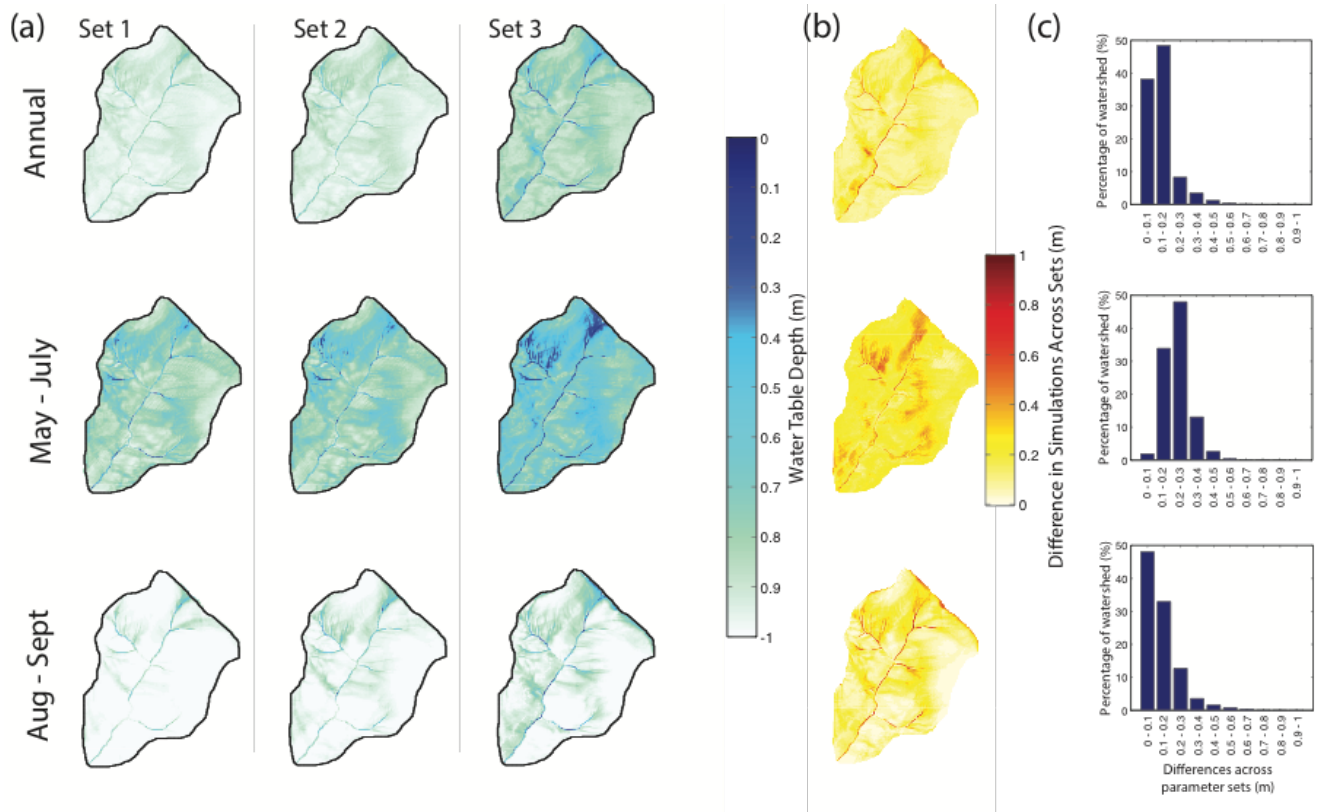 (a)
Set 1
Set 2
Set 3
(b)
(c)
Annual
May - July
Aug - Sept
0
0.1
0.2
0.3
0.4
0.5
0.6
0.7
0.8
0.9
-1
Water Table Depth (m)
1
0.8
0.6
0.4
0.2
0
Difference in Simulations Across Sets (m)
Percentage of watershed (%)
50
40
30
20
10
0
0 - 0.1
0.1 - 0.2
0.2 - 0.3
0.3 - 0.4
0.4 - 0.5
0.5 - 0.6
0.6 - 0.7
0.7 - 0.8
0.8 - 0.9
0.9 - 1
Percentage of watershed (%)
50
40
30
20
10
0
0 - 0.1
0.1 - 0.2
0.2 - 0.3
0.3 - 0.4
0.4 - 0.5
0.5 - 0.6
0.6 - 0.7
0.7 - 0.8
0.8 - 0.9
0.9 - 1
Percentage of watershed (%)
50
40
30
20
10
0
0 - 0.1
0.1 - 0.2
0.2 - 0.3
0.3 - 0.4
0.4 - 0.5
0.5 - 0.6
0.6 - 0.7
0.7 - 0.8
0.8 - 0.9
0.9 - 1
Differences across
parameter sets (m)